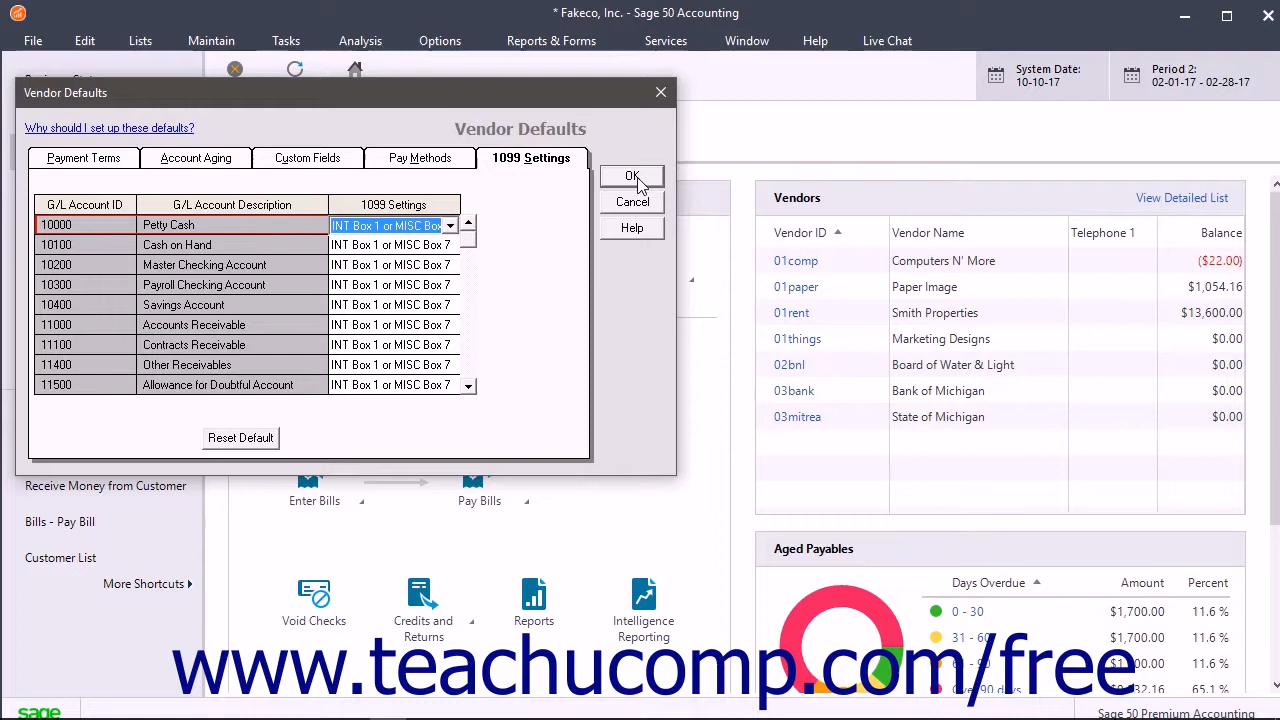 * Fakeco, Inc. - Sage 50 Accounting
File Edit Lists Maintain Tasks Analysis Options Reports & Forms Services Window Help Live Chat
System Date:
10-10-17
Period 2:
02-01-17 - 02-28-17
Vendor Defaults
Why should I set up these defaults?
Vendor Defaults
Payment Terms Account Aging Custom Fields Pay Methods 1099 Settings
OK
Cancel
Help
G/L Account ID G/L Account Description 1099 Settings
10000 Petty Cash INT Box 1 or MISC Box
10100 Cash on Hand INT Box 1 or MISC Box 7
10200 Master Checking Account INT Box 1 or MISC Box 7
10300 Payroll Checking Account INT Box 1 or MISC Box 7
10400 Savings Account INT Box 1 or MISC Box 7
11000 Accounts Receivable INT Box 1 or MISC Box 7
11100 Contracts Receivable INT Box 1 or MISC Box 7
11400 Other Receivables INT Box 1 or MISC Box 7
11500 Allowance for Doubtful Account INT Box 1 or MISC Box 7
Reset Default
Receive Money from Customer
Bills - Pay Bill
Customer List
More Shortcuts
Enter Bills
Pay Bills
Void Checks
Credits and
Returns
Reports
Intelligence
Reporting
Vendors View Detailed List
Vendor ID Vendor Name Telephone 1 Balance
01comp Computers N' More ($22.00)
01paper Paper Image $1,054.16
01rent Smith Properties $13,600.00
01things Marketing Designs $0.00
02bnl Board of Water & Light $0.00
03bank Bank of Michigan $0.00
03mitrea State of Michigan $0.00
Aged Payables
Days Overdue Amount Percent
0 - 30 $1,700.00 11.6 %
31 - 60 $1,700.00 11.6 %
$1,700.00 11.6 %
65.1 %
www.teachucomp.com/free
sage
Sage 50 Premium Accounting